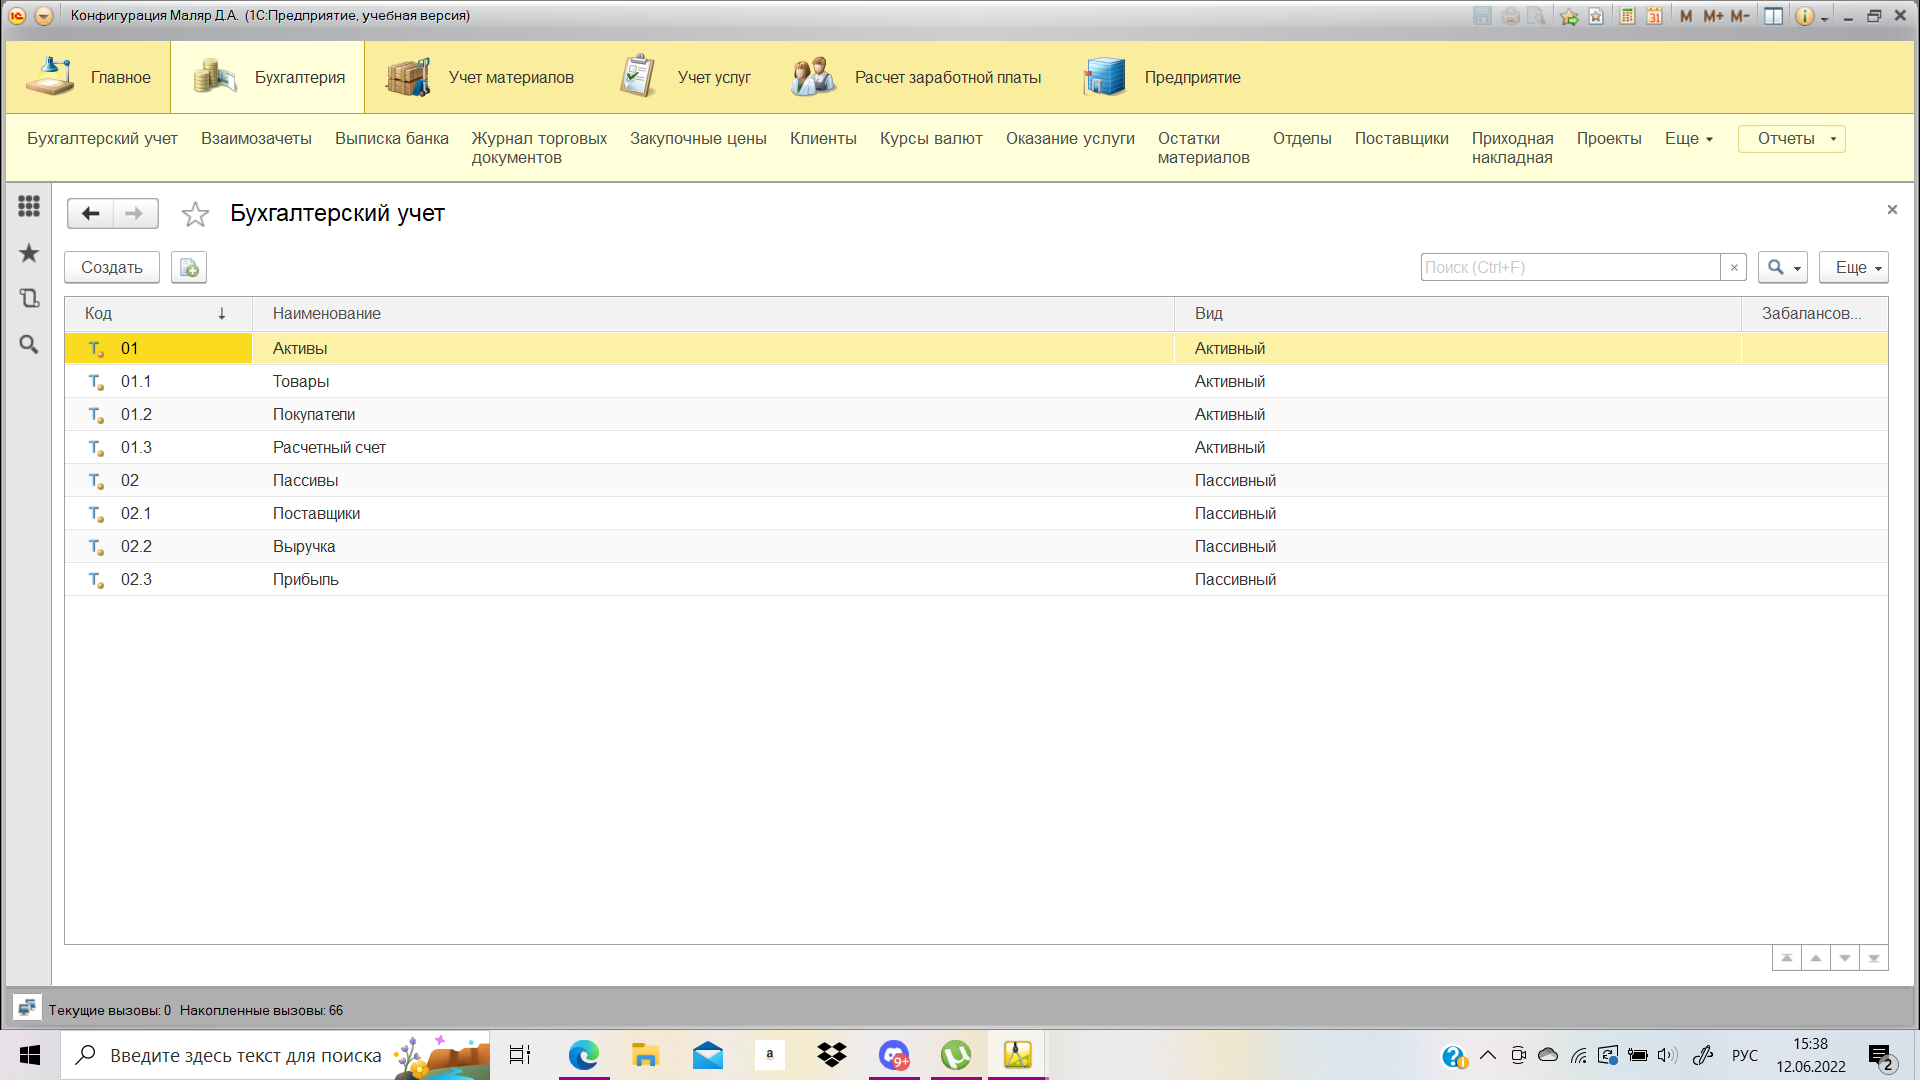 Конфигурация Маляр Д.А. (1С:Предприятие, учебная версия)
31 M M+ M-
Главное Бухгалтерия Учет материалов Учет услуг Расчет заработной платы Предприятие
Бухгалтерский учет Взаимозачеты Выписка банка Журнал торговых документов Закупочные цены Клиенты Курсы валют Оказание услуги Остатки материалов Отделы Поставщики Приходная накладная Проекты Еще Отчеты
Бухгалтерский учет
Создать Поиск (Ctrl+F) × Еще
Код ↓ Наименование Вид Забалансов...
01 Активы Активный
01.1 Товары Активный
01.2 Покупатели Активный
01.3 Расчетный счет Активный
02 Пассивы Пассивный
02.1 Поставщики Пассивный
02.2 Выручка Пассивный
02.3 Прибыль Пассивный
Текущие вызовы: 0 Накопленные вызовы: 66
Введите здесь текст для поиска a 9+ РУС 15:38
12.06.2022 2